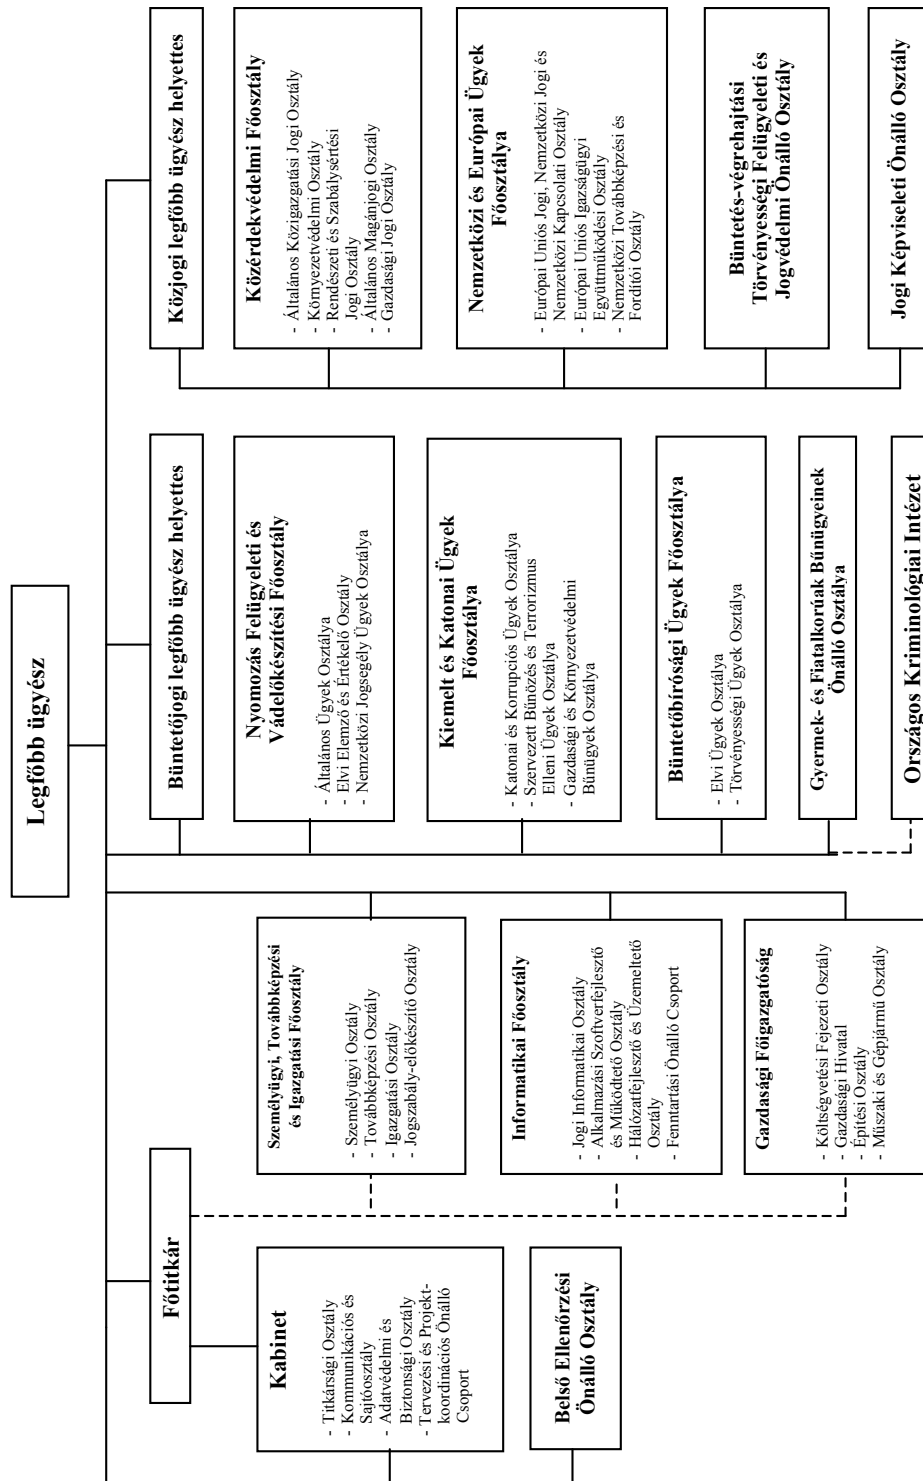 Legfőbb ügyész
Főtitkár
Kabinet
- Titkársági Osztály
- Kommunikációs és
Sajtóosztály
- Adatvédelmi és
Biztonsági Osztály
- Tervezési és Projekt-
koordinációs Önálló
Csoport
Belső Ellenőrzési
Önálló Osztály
Személyügyi, Továbbképzési
és Igazgatási Főosztály
- Személyügyi Osztály
- Továbbképzési Osztály
- Igazgatási Osztály
- Jogszabály-előkészítő Osztály
Informatikai Főosztály
- Jogi Informatikai Osztály
- Alkalmazási Szoftverfejlesztő
és Működtető Osztály
- Hálózatfejlesztő és Üzemeltető
Osztály
- Fenntartási Önálló Csoport
Gazdasági Főigazgatóság
- Költségvetési Fejezeti Osztály
- Gazdasági Hivatal
- Építési Osztály
- Műszaki és Gépjármű Osztály
Büntetőjogi legfőbb ügyész helyettes
Nyomozás Felügyeleti és
Vádelőkészítési Főosztály
- Általános Ügyek Osztálya
- Elvi Elemző és Értékelő Osztály
- Nemzetközi Jogsegély Ügyek Osztálya
Kiemelt és Katonai Ügyek
Főosztálya
- Katonai és Korrupciós Ügyek Osztálya
- Szervezett Bűnözés és Terrorizmus
Elleni Ügyek Osztálya
- Gazdasági és Környezetvédelmi
Bűnügyek Osztálya
Büntetőbírósági Ügyek Főosztálya
- Elvi Ügyek Osztálya
- Törvényességi Ügyek Osztálya
Gyermek- és Fiatalkorúak Bűnügyeinek
Önálló Osztálya
Országos Kriminológiai Intézet
Közjogi legfőbb ügyész helyettes
Közérdekvédelmi Főosztály
- Általános Közigazgatási Jogi Osztály
- Környezetvédelmi Osztály
- Rendészeti és Szabálysértési
Jogi Osztály
- Általános Magánjogi Osztály
- Gazdasági Jogi Osztály
Nemzetközi és Európai Ügyek
Főosztálya
- Európai Uniós Jogi, Nemzetközi Jogi és
Nemzetközi Kapcsolati Osztály
- Európai Uniós Igazságügyi
Együttműködési Osztály
- Nemzetközi Továbbképzési és
Fordítói Osztály
Büntetés-végrehajtási
Törvényességi Felügyeleti és
Jogvédelmi Önálló Osztály
Jogi Képviseleti Önálló Osztály